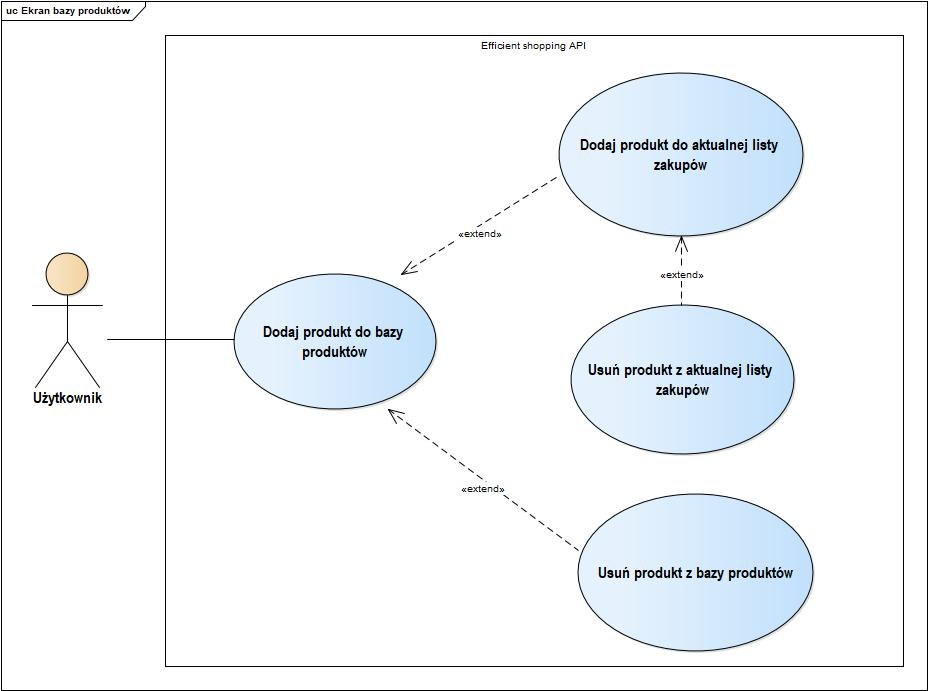 uc Ekran bazy produktów
Efficient shopping API
Dodaj produkt do aktualnej listy
zakupów
«extend»
«extend»
Dodaj produkt do bazy
produktów
Usuń produkt z aktualnej listy
zakupów
Użytkownik
«extend»
Usuń produkt z bazy produktów